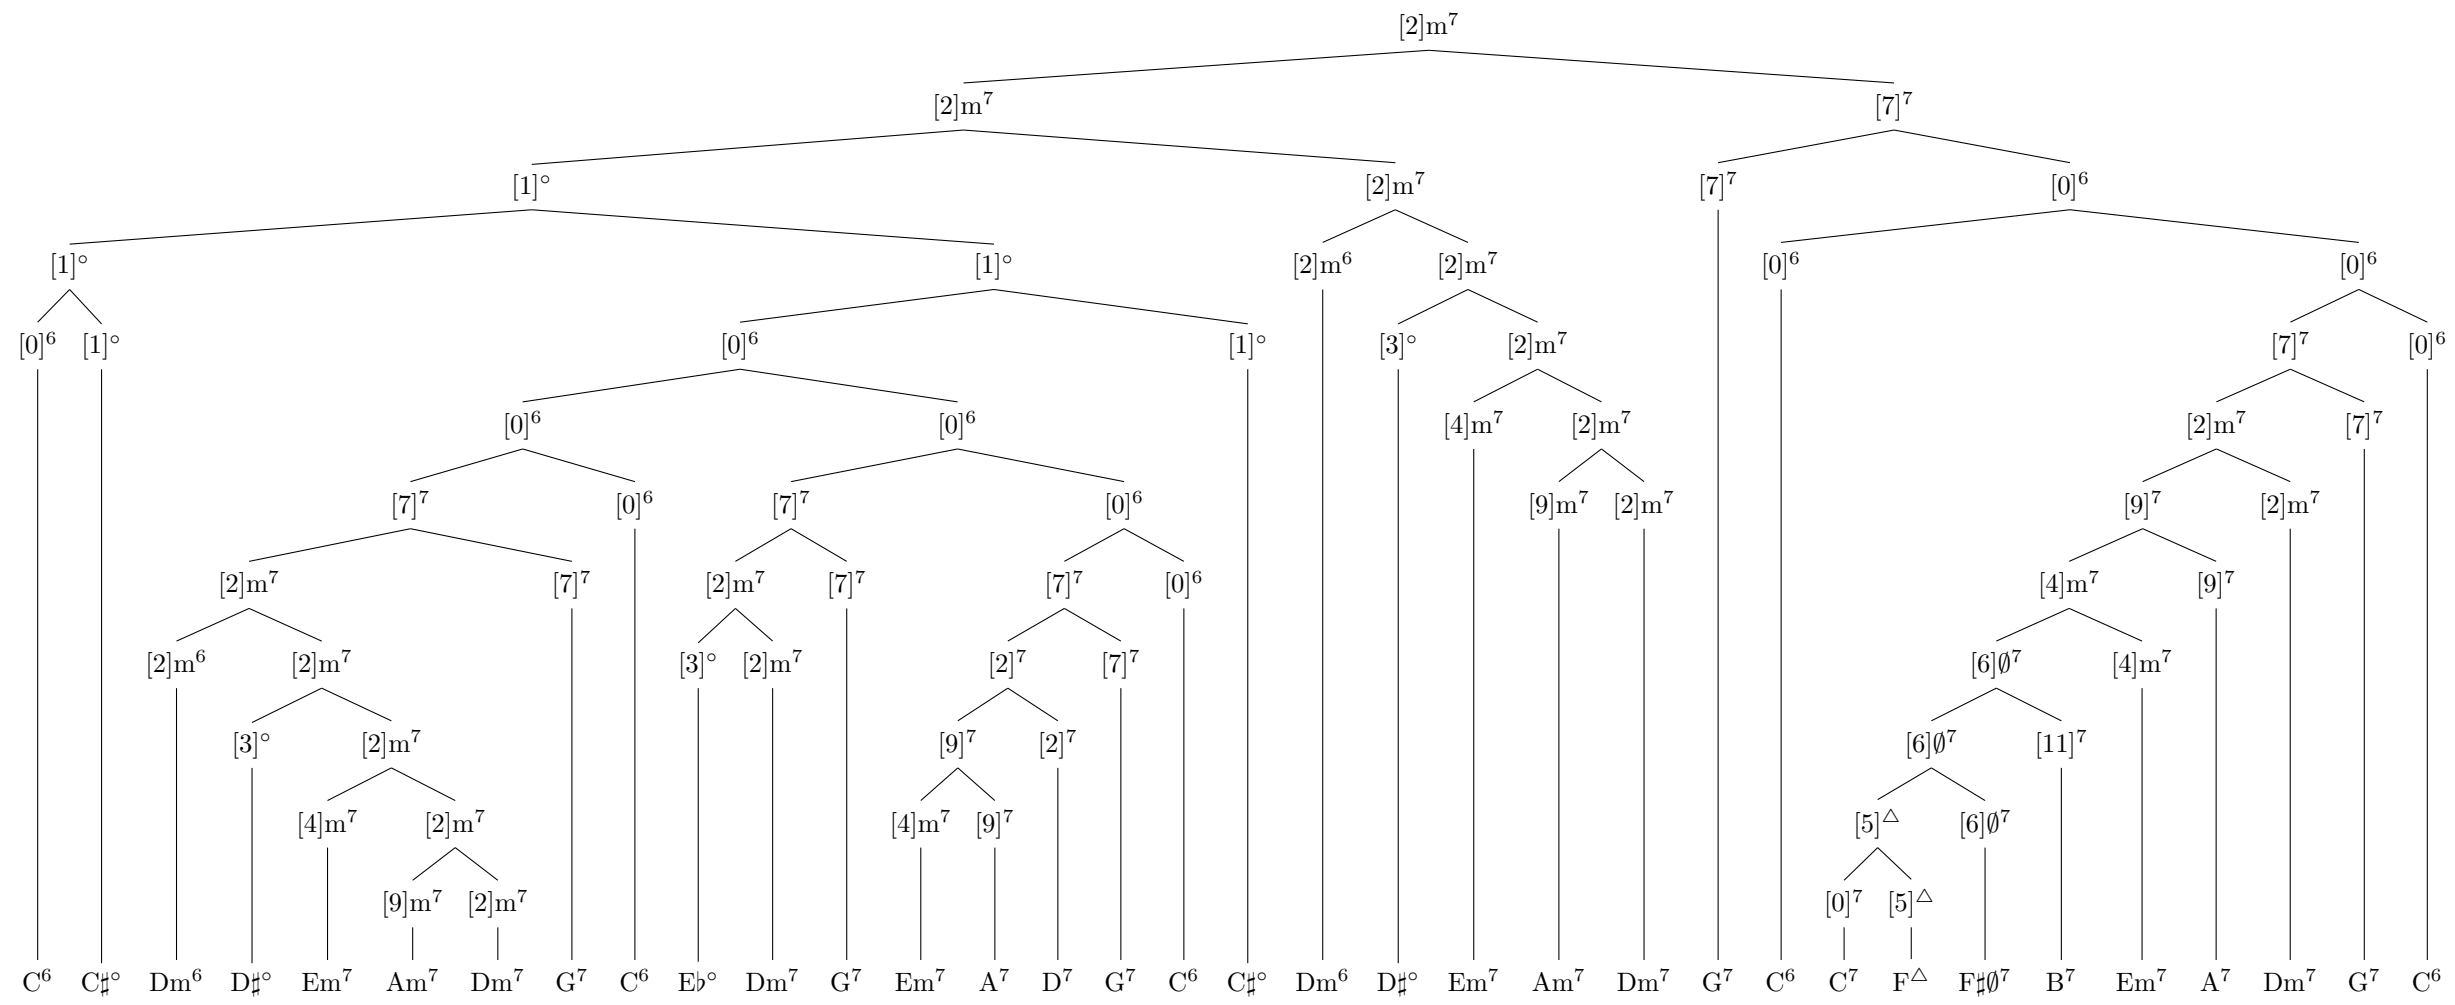 [2]m⁷
[2]m⁷ [7]⁷
[1]° [2]m⁷ [7]⁷ [0]⁶
[1]° [1]° [2]m⁶ [2]m⁷ [0]⁶ [0]⁶
[0]⁶ [1]° [0]⁶ [1]° [3]° [2]m⁷ [7]⁷ [0]⁶
[0]⁶ [0]⁶ [4]m⁷ [2]m⁷ [2]m⁷ [7]⁷
[7]⁷ [0]⁶ [7]⁷ [0]⁶ [9]m⁷ [2]m⁷ [9]⁷ [2]m⁷
[2]m⁷ [7]⁷ [2]m⁷ [7]⁷ [7]⁷ [0]⁶ [4]m⁷ [9]⁷
[2]m⁶ [2]m⁷ [3]° [2]m⁷ [2]⁷ [7]⁷ [6]∅⁷ [4]m⁷
[3]° [2]m⁷ [9]⁷ [2]⁷ [6]∅⁷ [11]⁷
[4]m⁷ [2]m⁷ [4]m⁷ [9]⁷ [5]△ [6]∅⁷
[9]m⁷ [2]m⁷ [0]⁷ [5]△
C⁶ C♯° Dm⁶ D♯° Em⁷ Am⁷ Dm⁷ G⁷ C⁶ E♭° Dm⁷ G⁷ Em⁷ A⁷ D⁷ G⁷ C⁶ C♯° Dm⁶ D♯° Em⁷ Am⁷ Dm⁷ G⁷ C⁶ C⁷ F△ F♯∅⁷ B⁷ Em⁷ A⁷ Dm⁷ G⁷ C⁶